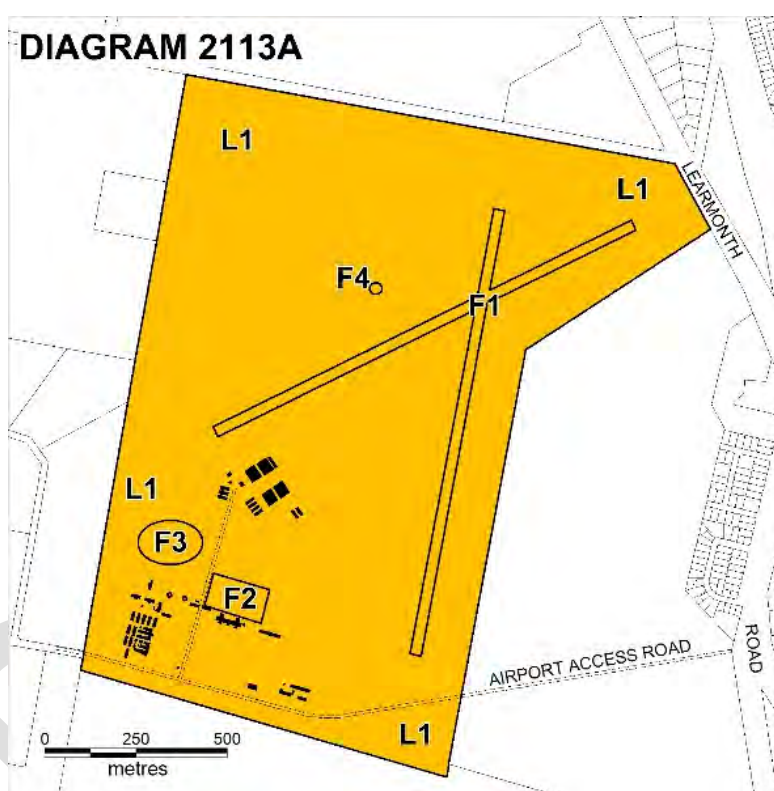 DIAGRAM 2113A
L1
L1
LEARMONTH
F4
F1
L1
F3
F2
AIRPORT ACCESS ROAD
ROAD
L1
0 250 500
metres